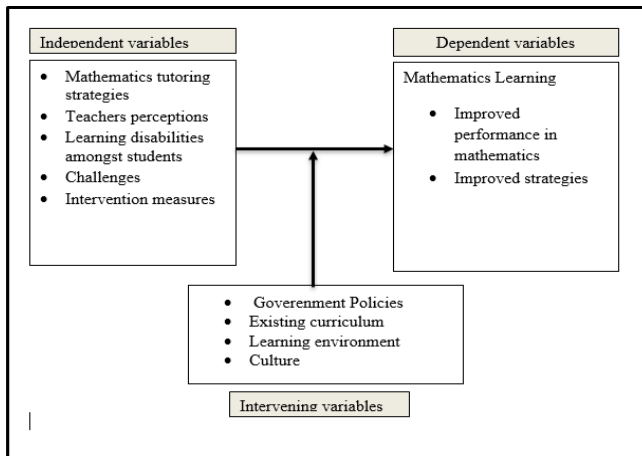 Independent variables
Mathematics tutoring
strategies
Teachers perceptions
Learning disabilities
amongst students
Challenges
Intervention measures
Dependent variables
Mathematics Learning
Improved
performance in
mathematics
Improved strategies
Goverenment Policies
Existing curriculum
Learning environment
Culture
Intervening variables